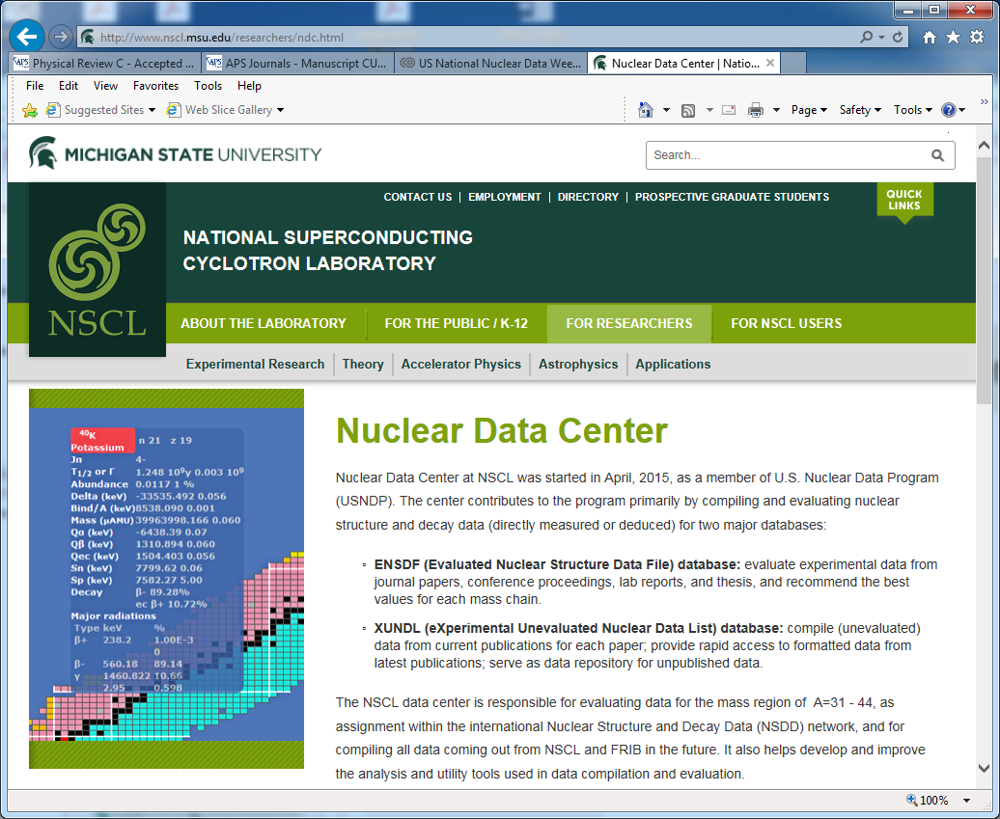 http://www.nscl.msu.edu/researchers/ndc.html
APS Physical Review C - Accepted ...
APS APS Journals - Manuscript CU...
US National Nuclear Data Wee...
Nuclear Data Center | Natio...
File Edit View Favorites Tools Help
Suggested Sites Web Slice Gallery
Page Safety Tools
MICHIGAN STATE UNIVERSITY
Search...
CONTACT US | EMPLOYMENT | DIRECTORY | PROSPECTIVE GRADUATE STUDENTS
QUICK
LINKS
NATIONAL SUPERCONDUCTING
CYCLOTRON LABORATORY
NSCL
ABOUT THE LABORATORY FOR THE PUBLIC / K-12 FOR RESEARCHERS FOR NSCL USERS
Experimental Research Theory Accelerator Physics Astrophysics Applications
40K
Potassium n 21 z 19
Jπ 4-
T1/2 or Γ 1.248 10⁹y 0.003 10⁹
Abundance 0.0117 1 %
Delta (keV) -33535.492 0.056
Bind/A (keV)8538.090 0.001
Mass (μAMU)39963998.166 0.060
Qα (keV) -6438.39 0.07
Qβ (keV) 1310.894 0.060
Qec (keV) 1504.403 0.056
Sn (keV) 7799.62 0.06
Sp (keV) 7582.27 5.00
Decay β- 89.28%
ec β+ 10.72%
Major radiations
Type keV %
β+ 238.2 1.00E-3
0
β- 560.18 89.14
γ 1460.822 10.66
2.95 0.598
Nuclear Data Center
Nuclear Data Center at NSCL was started in April, 2015, as a member of U.S. Nuclear Data Program
(USNDP). The center contributes to the program primarily by compiling and evaluating nuclear
structure and decay data (directly measured or deduced) for two major databases:
ENSDF (Evaluated Nuclear Structure Data File) database: evaluate experimental data from
journal papers, conference proceedings, lab reports, and thesis, and recommend the best
values for each mass chain.
XUNDL (eXperimental Unevaluated Nuclear Data List) database: compile (unevaluated)
data from current publications for each paper; provide rapid access to formatted data from
latest publications; serve as data repository for unpublished data.
The NSCL data center is responsible for evaluating data for the mass region of A=31 - 44, as
assignment within the international Nuclear Structure and Decay Data (NSDD) network, and for
compiling all data coming out from NSCL and FRIB in the future. It also helps develop and improve
the analysis and utility tools used in data compilation and evaluation.
100%